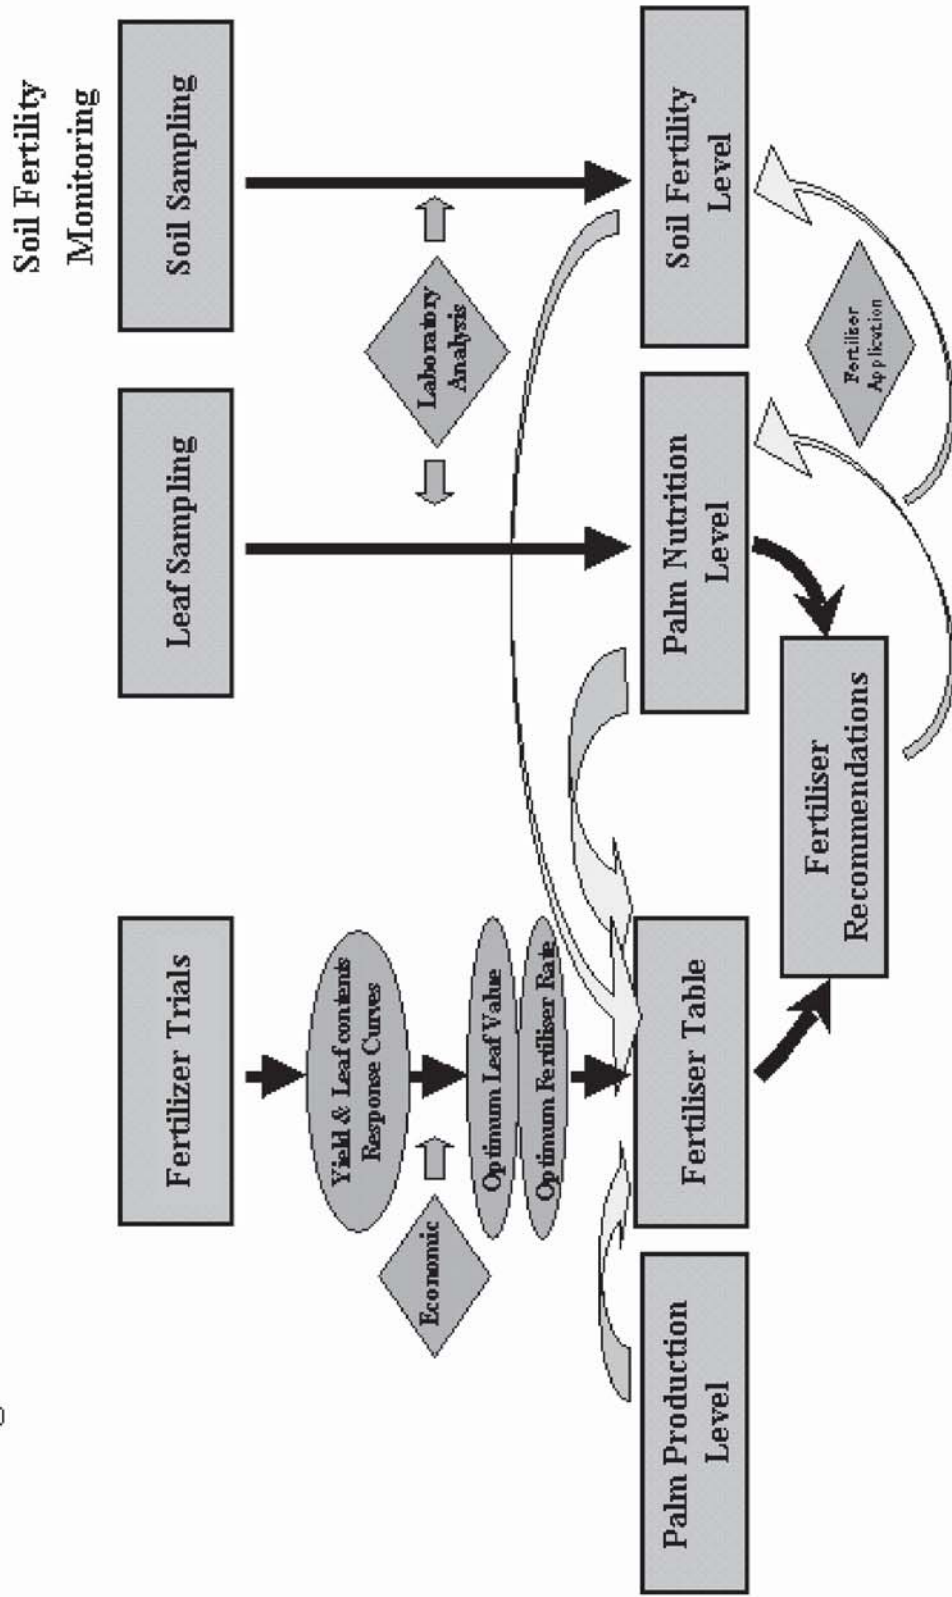 Soil Fertility
Monitoring
Fertilizer Trials
Leaf Sampling
Soil Sampling
Yield & Leaf contents
Response Curves
Economic
Laboratory
Analysis
Optimum Leaf Value
Optimum Fertiliser Rate
Palm Production
Level
Fertiliser Table
Palm Nutrition
Level
Soil Fertility
Level
Fertiliser
Recommendations
Fertiliser
Application